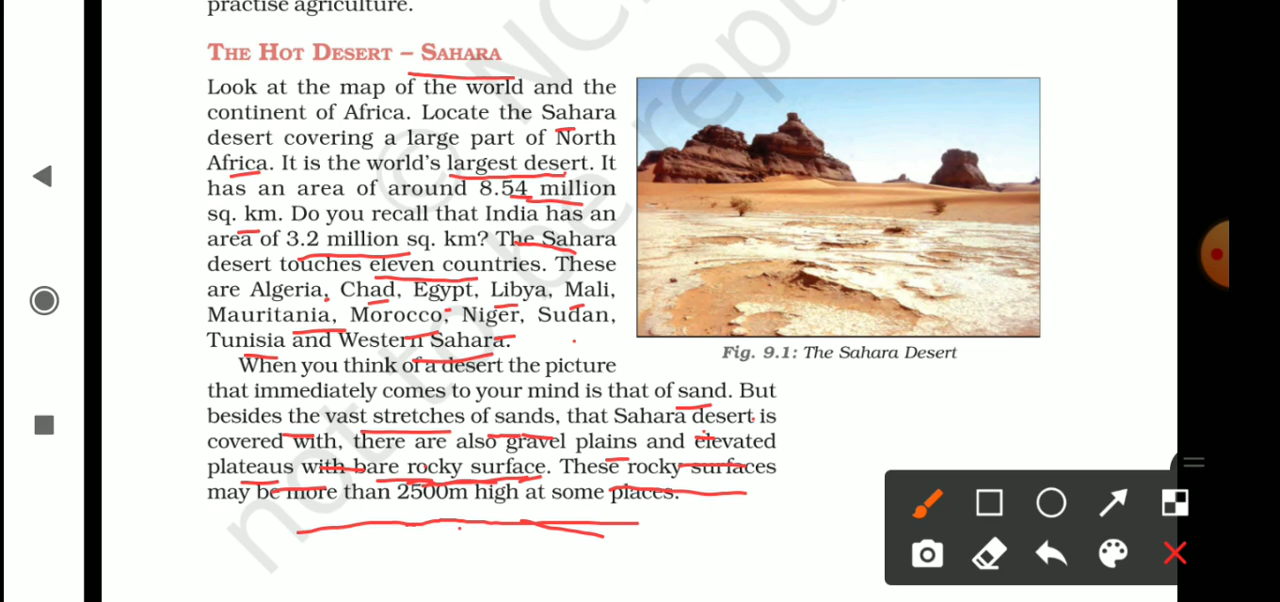 practise agriculture.
THE HOT DESERT – SAHARA
Look at the map of the world and the
continent of Africa. Locate the Sahara
desert covering a large part of North
Africa. It is the world's largest desert. It
has an area of around 8.54 million
sq. km. Do you recall that India has an
area of 3.2 million sq. km? The Sahara
desert touches eleven countries. These
are Algeria, Chad, Egypt, Libya, Mali,
Mauritania, Morocco, Niger, Sudan,
Tunisia and Western Sahara.
When you think of a desert the picture
that immediately comes to your mind is that of sand. But
besides the vast stretches of sands, that Sahara desert is
covered with, there are also gravel plains and elevated
plateaus with bare rocky surface. These rocky surfaces
may be more than 2500m high at some places.
Fig. 9.1: The Sahara Desert
© NC
not to be repu